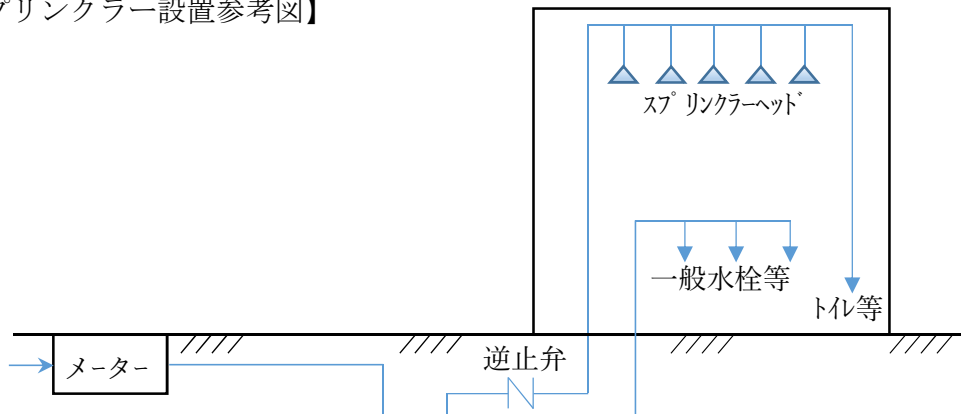 プリンクラー設置参考図】
スプリンクラーヘッド
一般水栓等
トイレ等
メーター
逆止弁